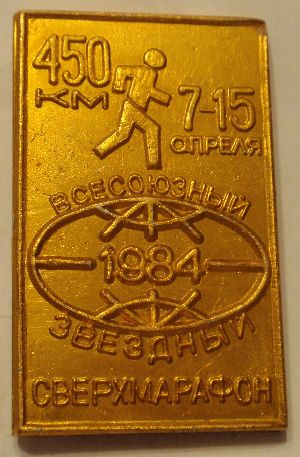 450
КМ
7-15
АПРЕЛЯ
ВСЕСОЮЗНЫЙ
1984
ЗВЕЗДНЫЙ
СВЕРХМАРАФОН